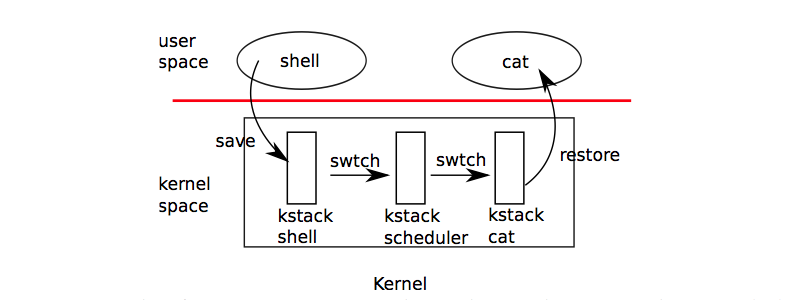 user
space
shell
cat
save
swtch
swtch
restore
kernel
space
kstack
shell
kstack
scheduler
kstack
cat
Kernel